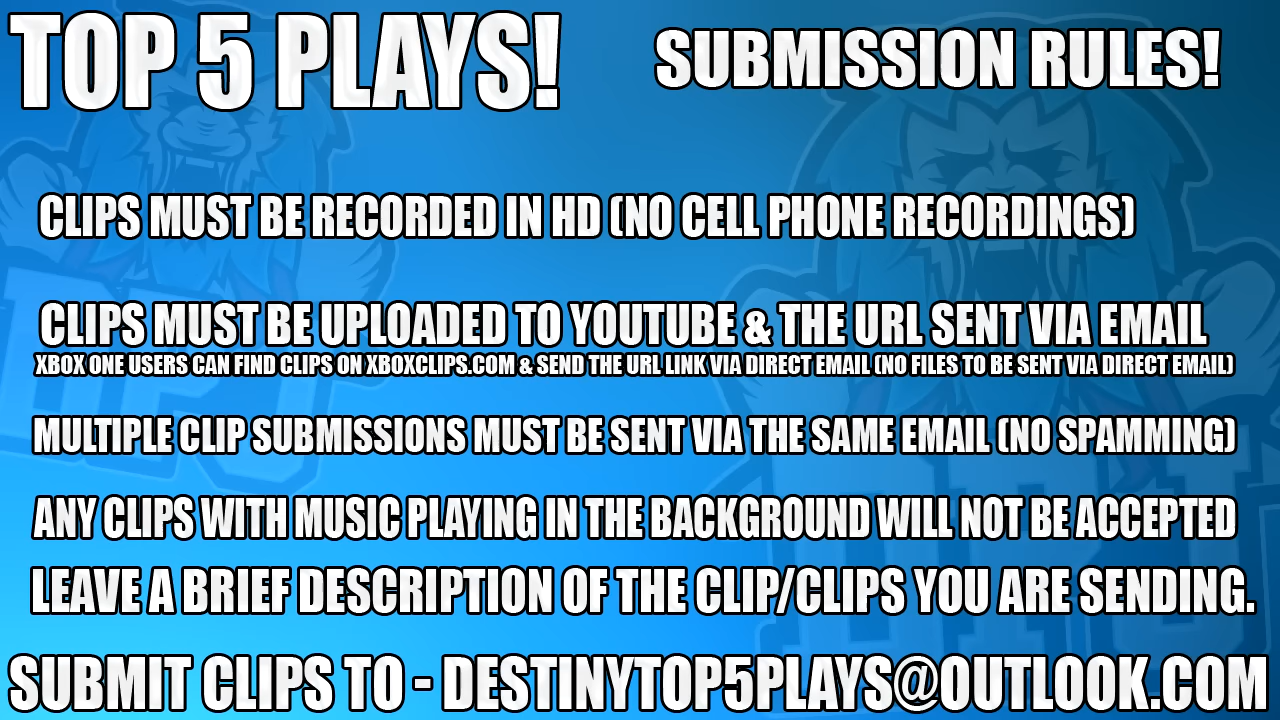 TOP 5 PLAYS!
SUBMISSION RULES!
CLIPS MUST BE RECORDED IN HD (NO CELL PHONE RECORDINGS)
CLIPS MUST BE UPLOADED TO YOUTUBE & THE URL SENT VIA EMAIL
XBOX ONE USERS CAN FIND CLIPS ON XBOXCLIPS.COM & SEND THE URL LINK VIA DIRECT EMAIL (NO FILES TO BE SENT VIA DIRECT EMAIL)
MULTIPLE CLIP SUBMISSIONS MUST BE SENT VIA THE SAME EMAIL (NO SPAMMING)
ANY CLIPS WITH MUSIC PLAYING IN THE BACKGROUND WILL NOT BE ACCEPTED
LEAVE A BRIEF DESCRIPTION OF THE CLIP/CLIPS YOU ARE SENDING.
SUBMIT CLIPS TO - DESTINYTOP5PLAYS@OUTLOOK.COM